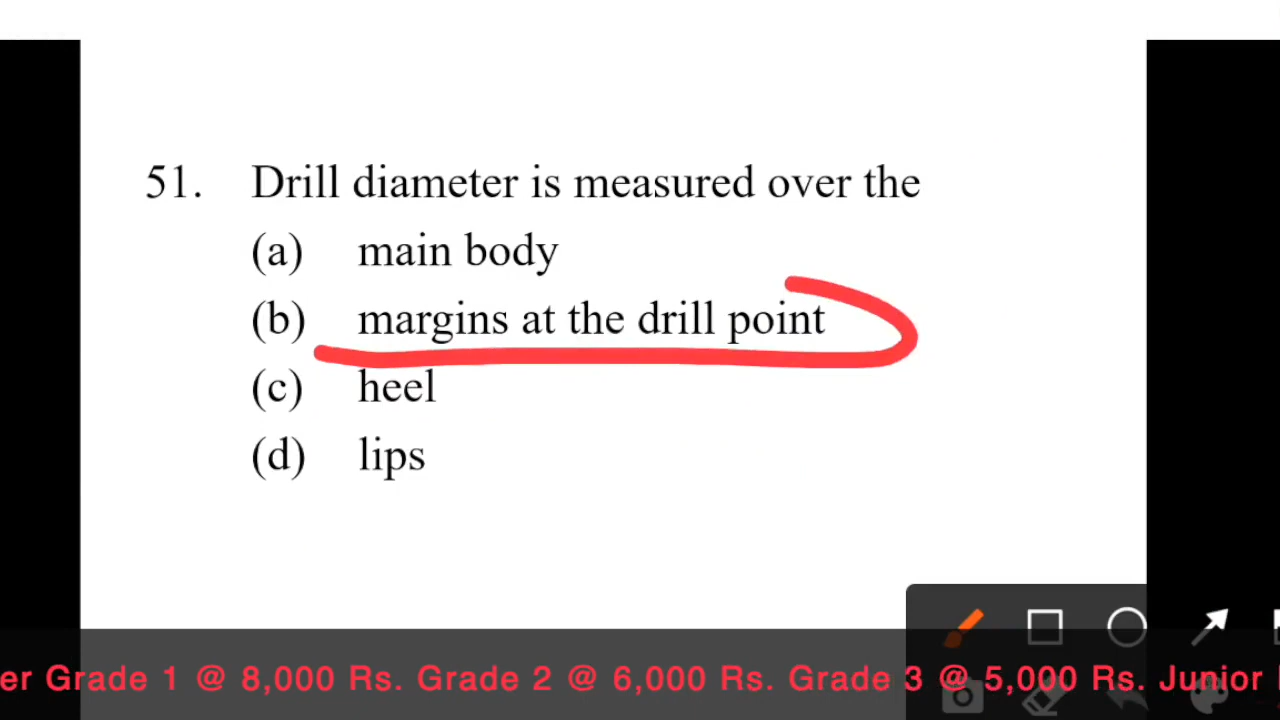 51. Drill diameter is measured over the
(a) main body
(b) margins at the drill point
(c) heel
(d) lips
er Grade 1 @ 8,000 Rs. Grade 2 @ 6,000 Rs. Grade 3 @ 5,000 Rs. Junior